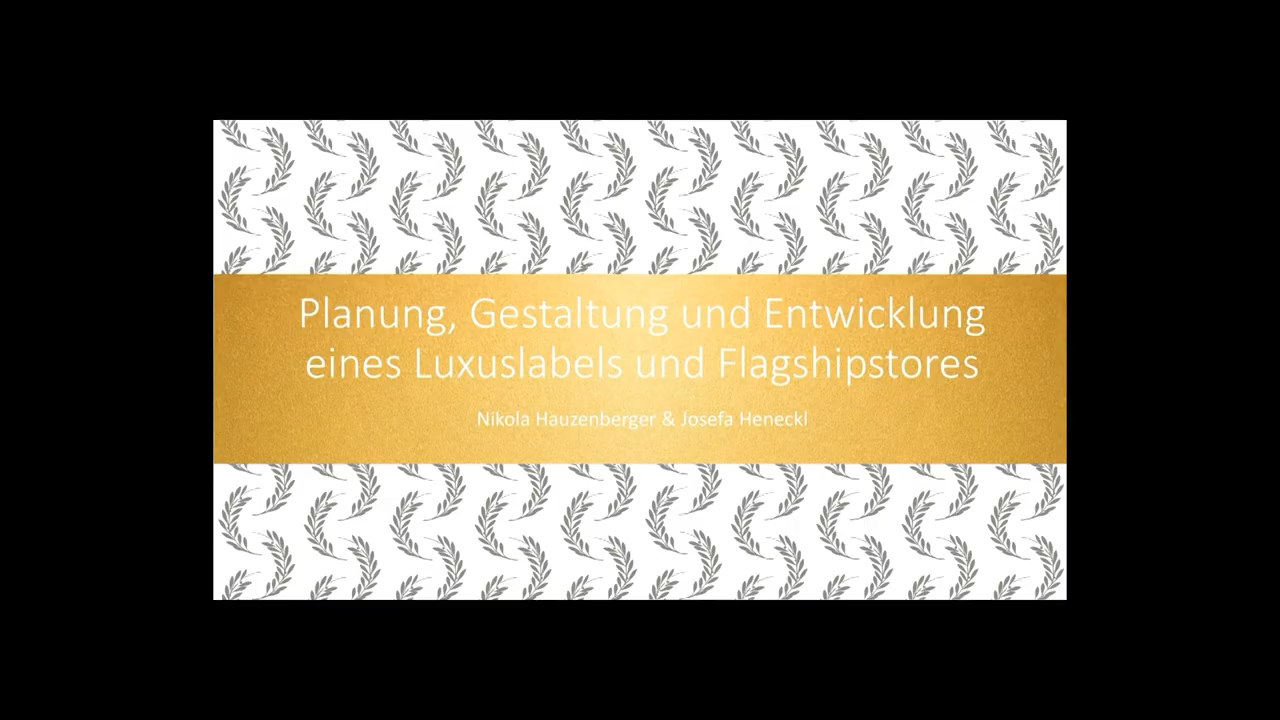 Planung, Gestaltung und Entwicklung
eines Luxuslabels und Flagshipstores
Nikola Hauzenberger & Josefa Heneckl